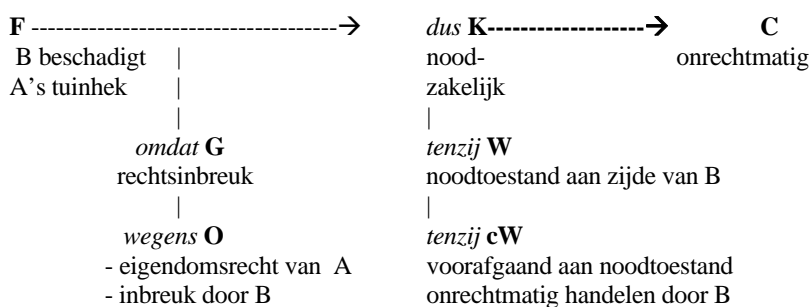 F ------------------------------------→ dus K-------------------→ C
B beschadigt | nood- onrechtmatig
A's tuinhek | zakelijk
| |
omdat G tenzij W
rechtsinbreuk noodtoestand aan zijde van B
| |
wegens O tenzij cW
- eigendomsrecht van A voorafgaand aan noodtoestand
- inbreuk door B onrechtmatig handelen door B